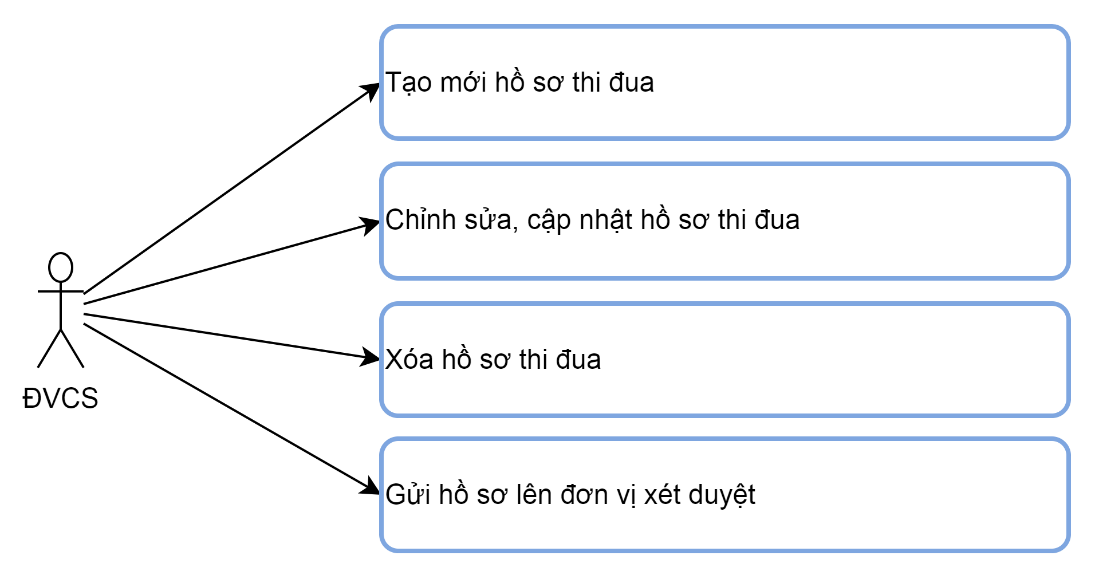 Tạo mới hồ sơ thi đua
Chỉnh sửa, cập nhật hồ sơ thi đua
Xóa hồ sơ thi đua
ĐVCS
Gửi hồ sơ lên đơn vị xét duyệt